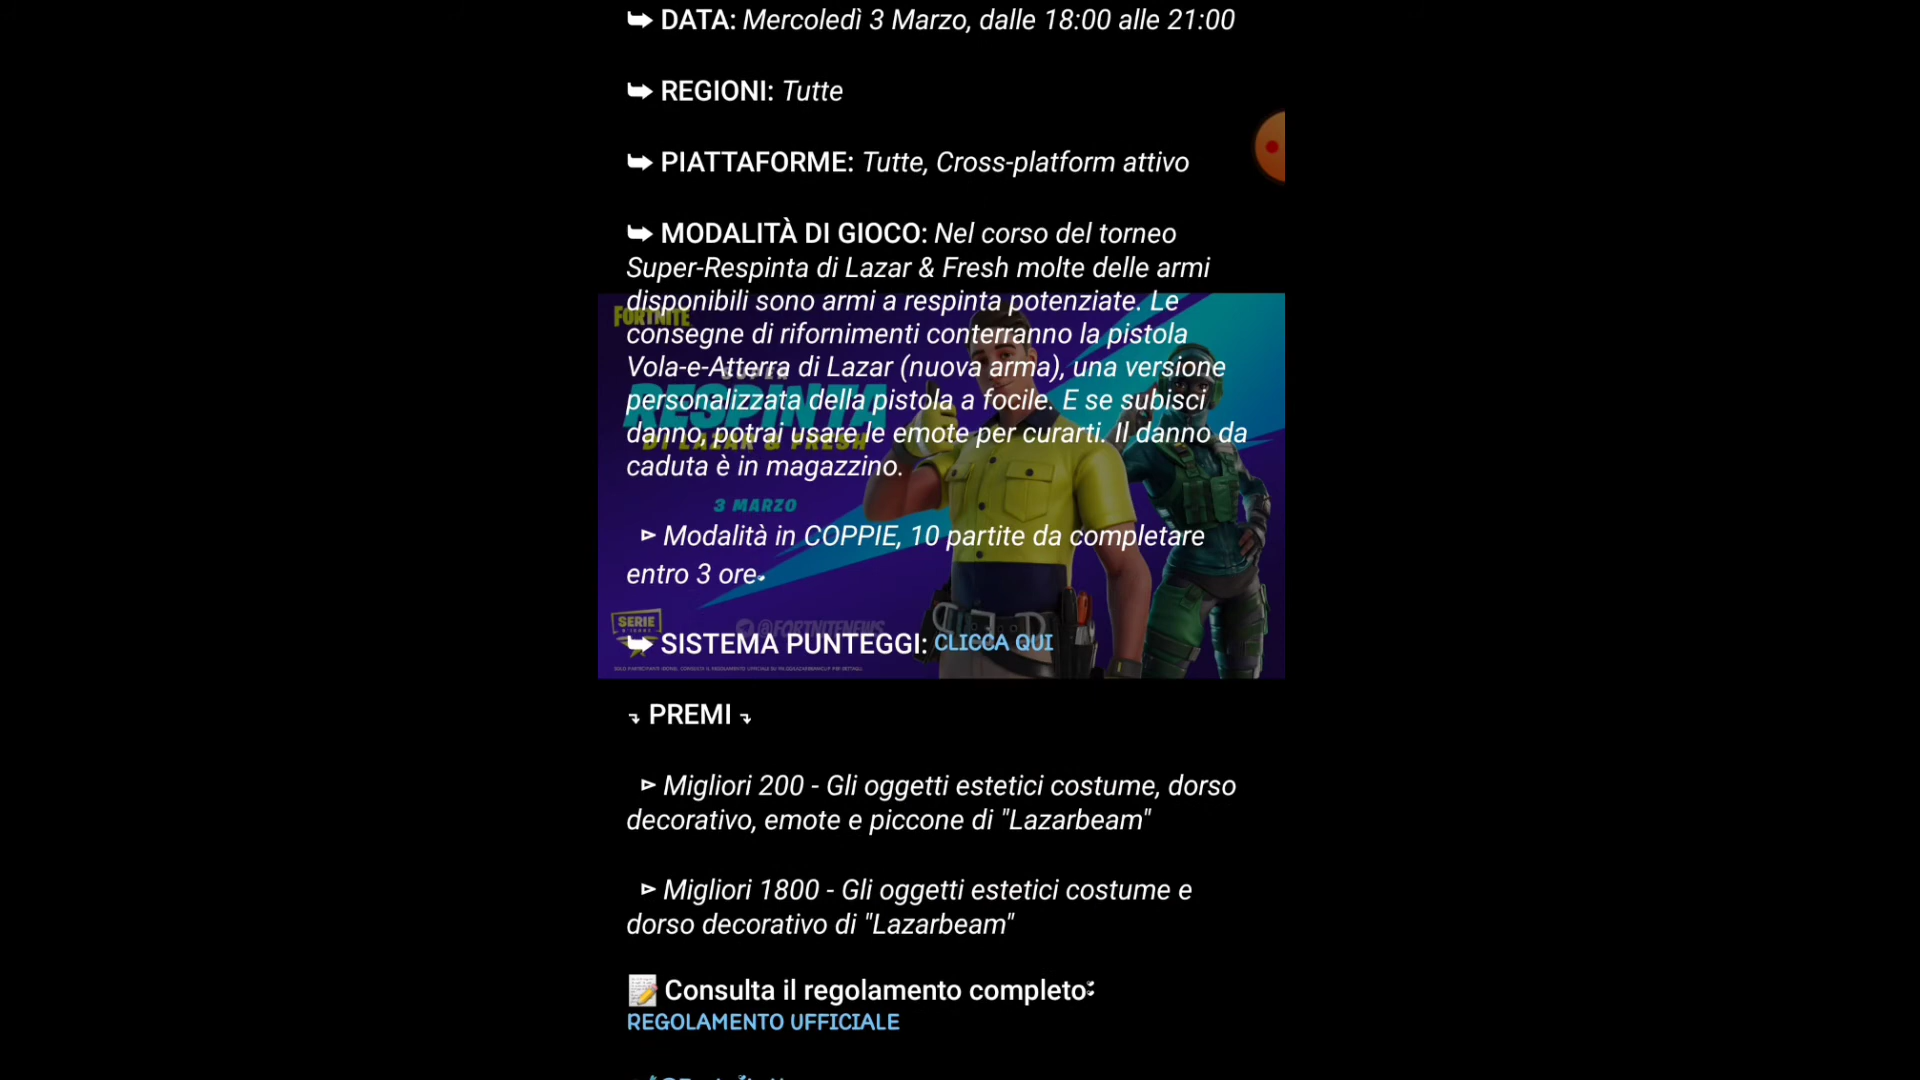 ⮩ DATA: Mercoledì 3 Marzo, dalle 18:00 alle 21:00
⮩ REGIONI: Tutte
⮩ PIATTAFORME: Tutte, Cross-platform attivo
⮩ MODALITÀ DI GIOCO: Nel corso del torneo
Super-Respinta di Lazar & Fresh molte delle armi
disponibili sono armi a respinta potenziate. Le
FORTNITE
consegne di rifornimenti conterranno la pistola
Vola-e-Atterra di Lazar (nuova arma), una versione
SUPER
personalizzata della pistola a focile. E se subisci
RESPINTA
danno, potrai usare le emote per curarti. Il danno da
DI LAZAR & FRESH
caduta è in magazzino.
3 MARZO
▻ Modalità in COPPIE, 10 partite da completare
entro 3 ore.
SERIE
@FORTNITENEWS
⮩ SISTEMA PUNTEGGI: CLICCA QUI
⤵ PREMI ⤵
▻ Migliori 200 - Gli oggetti estetici costume, dorso
decorativo, emote e piccone di "Lazarbeam"
▻ Migliori 1800 - Gli oggetti estetici costume e
dorso decorativo di "Lazarbeam"
📝 Consulta il regolamento completo:
REGOLAMENTO UFFICIALE